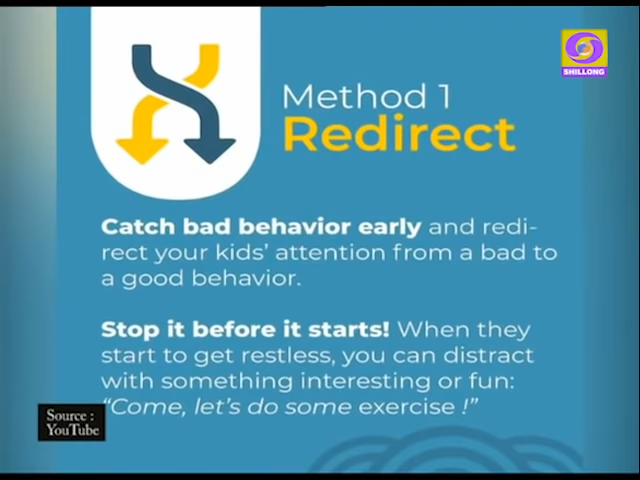 SHILLONG
Method 1
Redirect
Catch bad behavior early and redi-
rect your kids' attention from a bad to
a good behavior.
Stop it before it starts! When they
start to get restless, you can distract
with something interesting or fun:
"Come, let's do some exercise !"
Source :
YouTube